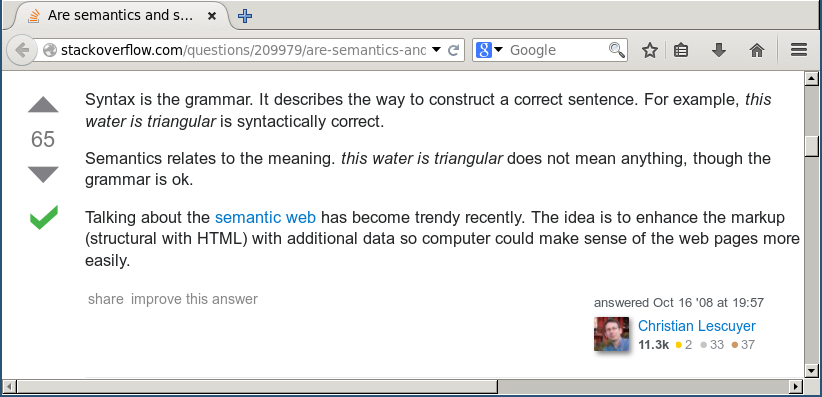 Are semantics and s...
stackoverflow.com/questions/209979/are-semantics-and
Google
Syntax is the grammar. It describes the way to construct a correct sentence. For example, this
water is triangular is syntactically correct.
65
Semantics relates to the meaning. this water is triangular does not mean anything, though the
grammar is ok.
Talking about the semantic web has become trendy recently. The idea is to enhance the markup
(structural with HTML) with additional data so computer could make sense of the web pages more
easily.
share improve this answer
answered Oct 16 '08 at 19:57
Christian Lescuyer
11.3k 2 33 37